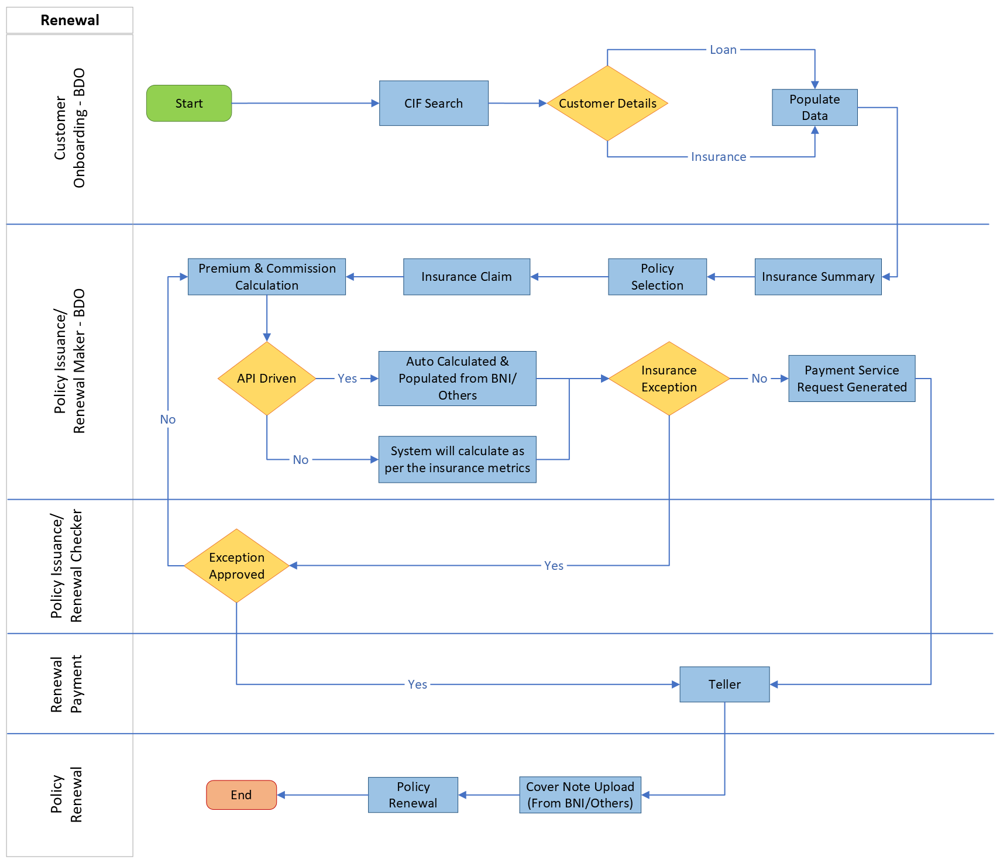 Renewal
Customer
Onboarding - BDO
Start
CIF Search
Customer Details
Loan
Insurance
Populate
Data
Policy Issuance/
Renewal Maker - BDO
Premium & Commission
Calculation
Insurance Claim
Policy
Selection
Insurance Summary
API Driven
Yes
Auto Calculated &
Populated from BNI/
Others
Insurance
Exception
No
Payment Service
Request Generated
No
No
System will calculate as
per the insurance metrics
Policy Issuance/
Renewal Checker
Exception
Approved
Yes
Renewal
Payment
Yes
Teller
Policy
Renewal
End
Policy
Renewal
Cover Note Upload
(From BNI/Others)